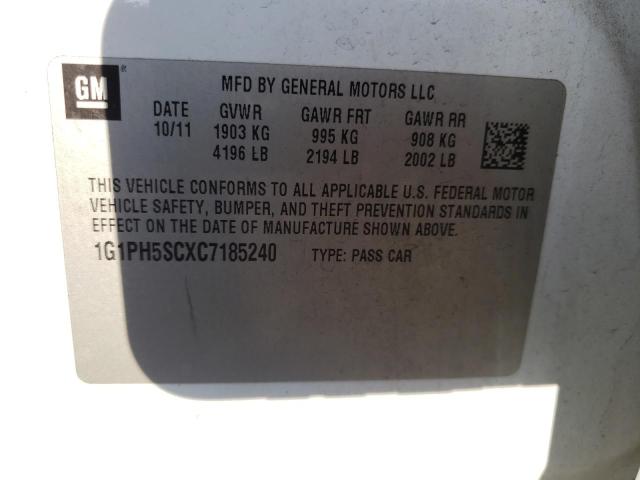 GM
MFD BY GENERAL MOTORS LLC
DATE GVWR GAWR FRT GAWR RR
10/11 1903 KG 995 KG 908 KG
4196 LB 2194 LB 2002 LB
THIS VEHICLE CONFORMS TO ALL APPLICABLE U.S. FEDERAL MOTOR
VEHICLE SAFETY, BUMPER, AND THEFT PREVENTION STANDARDS IN
EFFECT ON THE DATE OF MANUFACTURE SHOWN ABOVE.
1G1PH5SCXC7185240 TYPE: PASS CAR